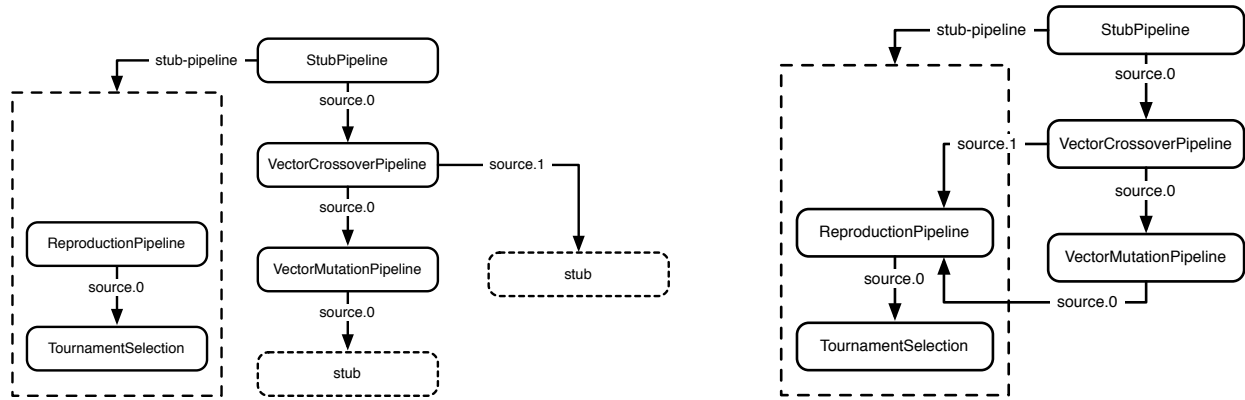 stub-pipeline
StubPipeline
source.0
VectorCrossoverPipeline
source.1
source.0
ReproductionPipeline
VectorMutationPipeline
stub
source.0
source.0
TournamentSelection
stub
stub-pipeline
StubPipeline
source.0
source.1
VectorCrossoverPipeline
source.0
ReproductionPipeline
VectorMutationPipeline
source.0
source.0
TournamentSelection